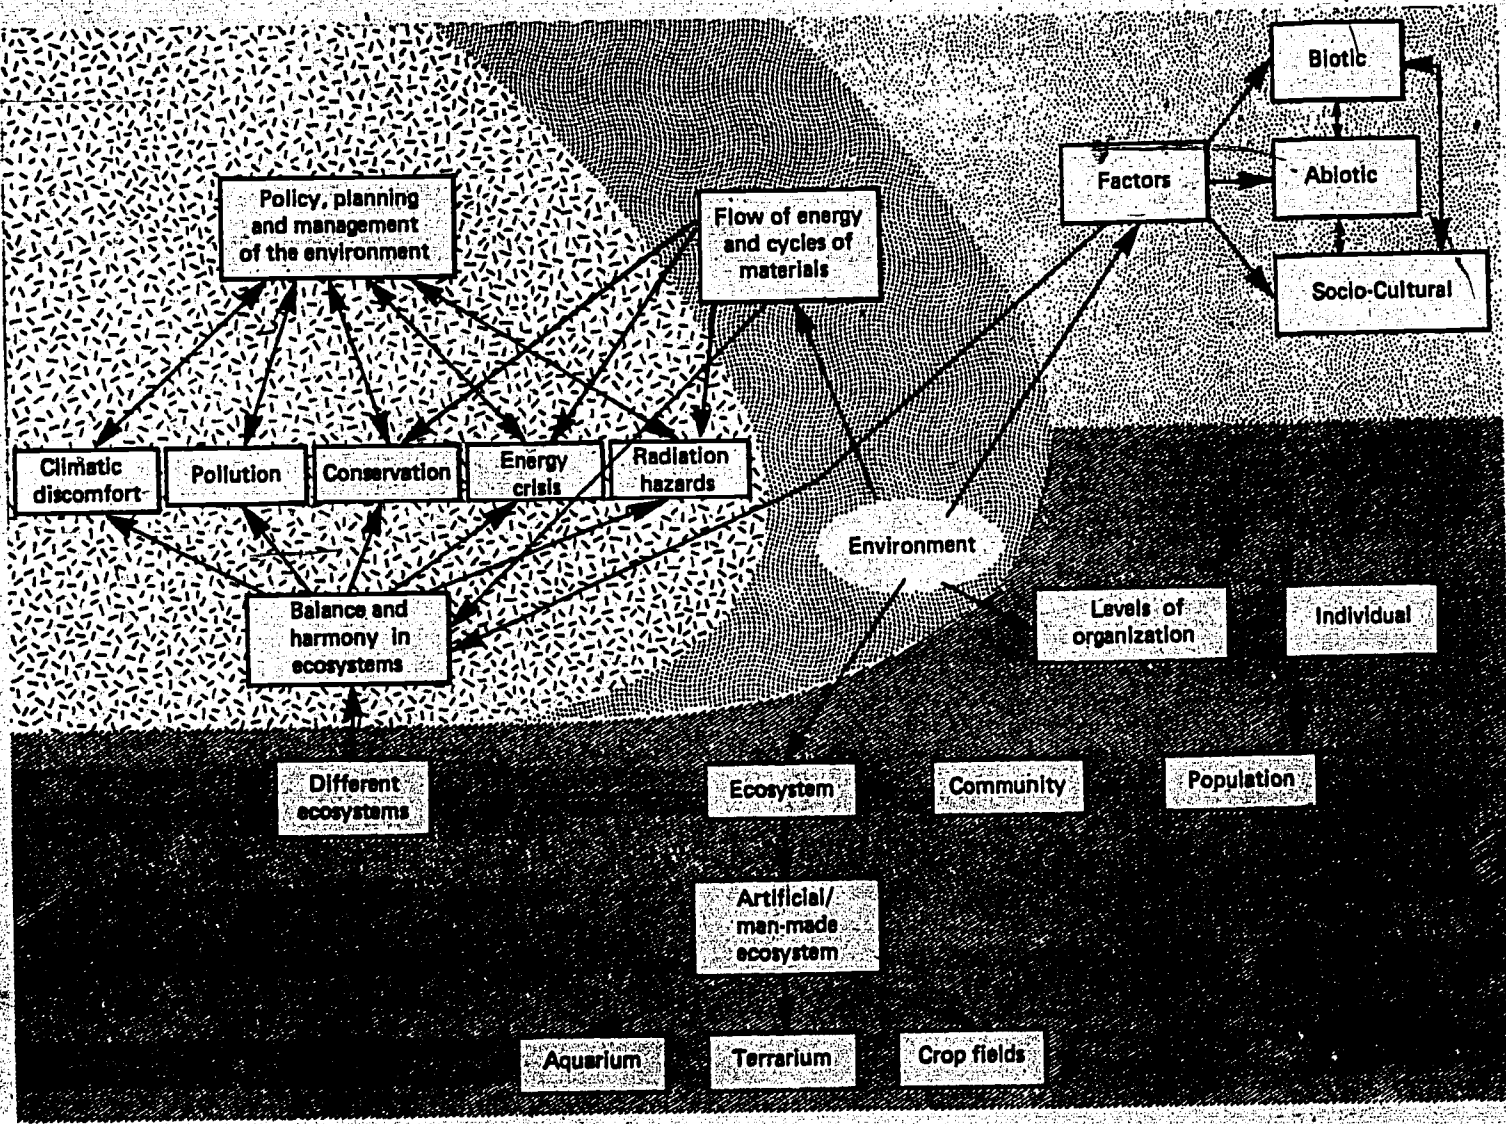 Biotic
Factors
Abiotic
Socio-Cultural
Policy, planning
and management
of the environment
Flow of energy
and cycles of
materials
Climatic
discomfort
Pollution
Conservation
Energy
crisis
Radiation
hazards
Environment
Balance and
harmony in
ecosystems
Levels of
organization
Individual
Different
ecosystems
Ecosystem
Community
Population
Artificial/
man-made
ecosystem
Aquarium
Terrarium
Crop fields